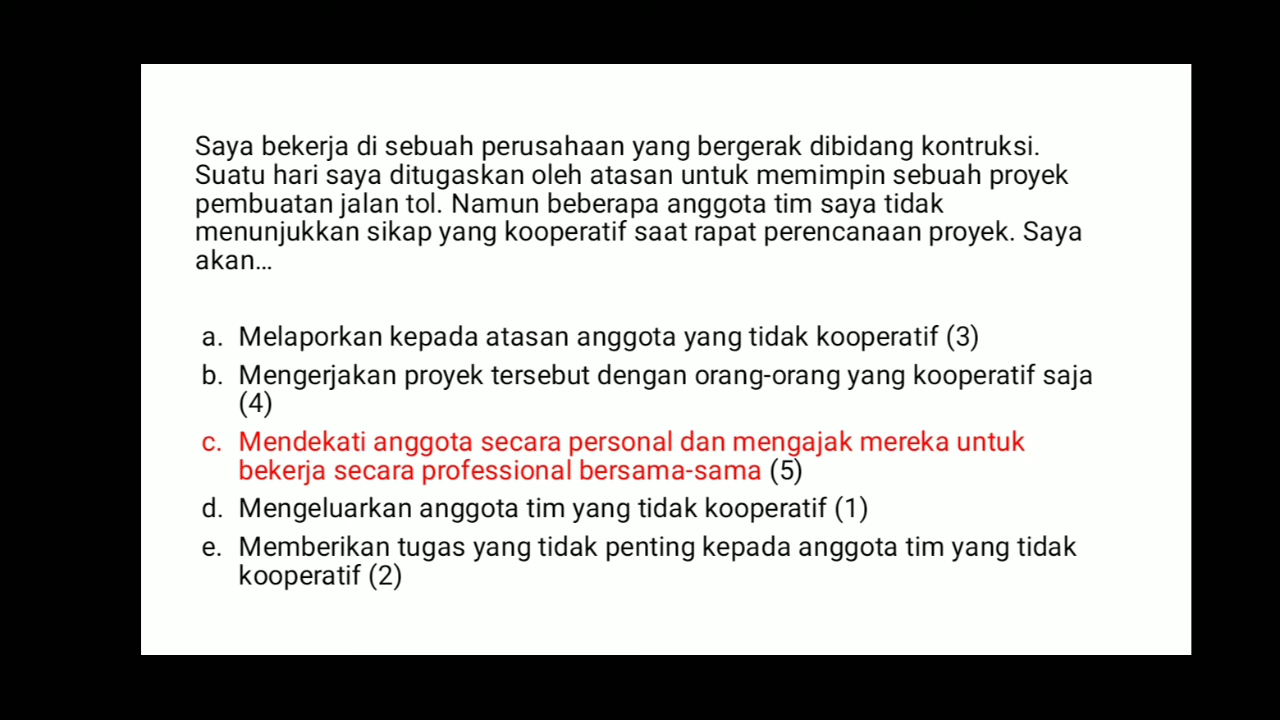 Saya bekerja di sebuah perusahaan yang bergerak dibidang kontruksi.
Suatu hari saya ditugaskan oleh atasan untuk memimpin sebuah proyek
pembuatan jalan tol. Namun beberapa anggota tim saya tidak
menunjukkan sikap yang kooperatif saat rapat perencanaan proyek. Saya
akan...
a. Melaporkan kepada atasan anggota yang tidak kooperatif (3)
b. Mengerjakan proyek tersebut dengan orang-orang yang kooperatif saja
(4)
c. Mendekati anggota secara personal dan mengajak mereka untuk
bekerja secara professional bersama-sama (5)
d. Mengeluarkan anggota tim yang tidak kooperatif (1)
e. Memberikan tugas yang tidak penting kepada anggota tim yang tidak
kooperatif (2)